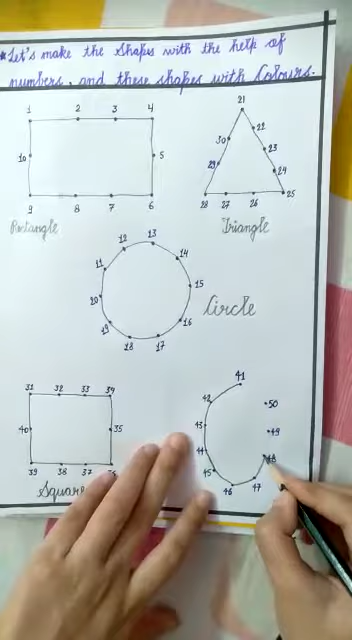 *Let's make the Shapes with the help of
numbers. and these shapes with Colours.
1 2 3 4
10 5
9 8 7 6
Rectangle
21
30 22
29 23
24
28 27 26 25
Triangle
12 13 14
11 15
20 16
19 18 17
Circle
31 32 33 34
40 35
39 38 37
Square
41
42 50
43 49
44 48
45 46 47